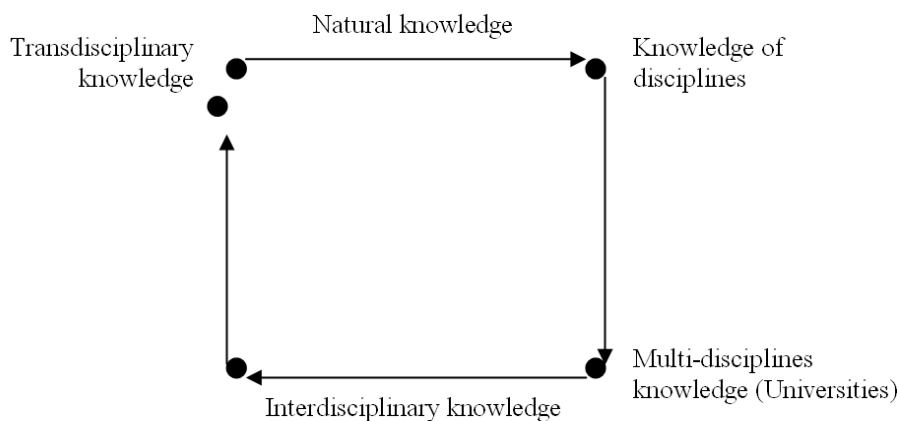 Natural knowledge
Transdisciplinary
knowledge
Knowledge of
disciplines
Multi-disciplines
knowledge (Universities)
Interdisciplinary knowledge